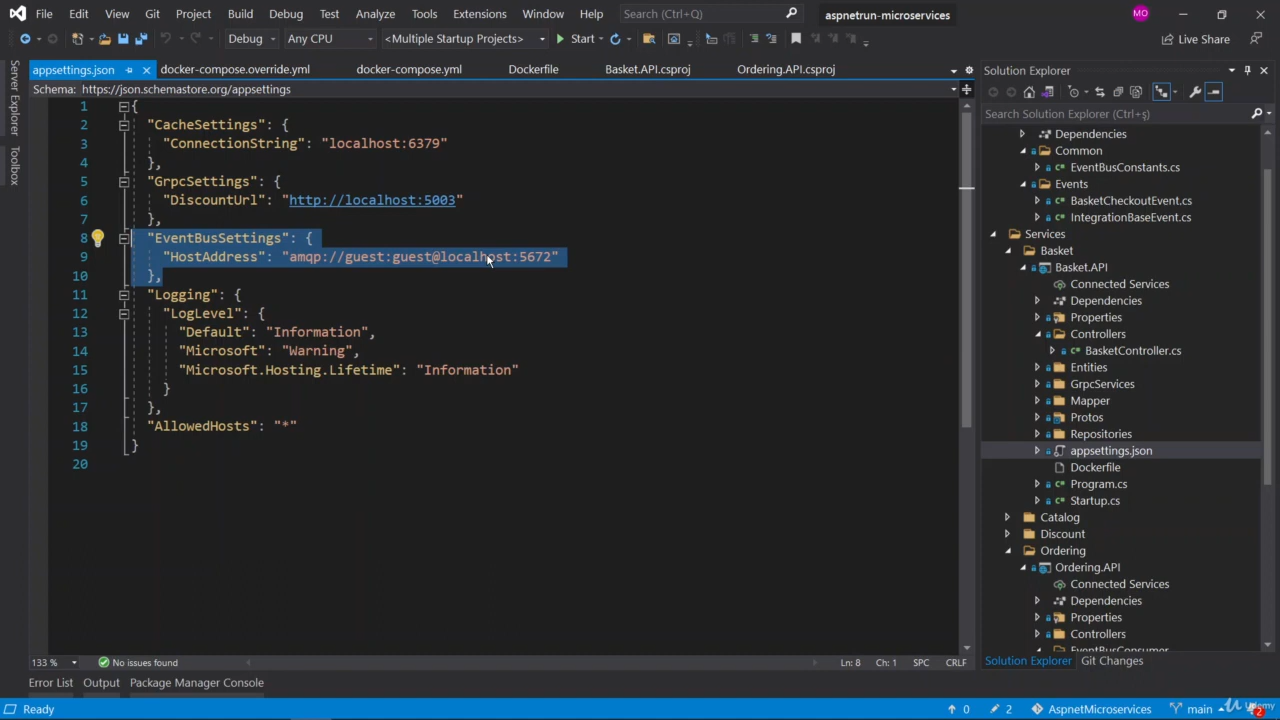 File Edit View Git Project Build Debug Test Analyze Tools Extensions Window Help Search (Ctrl+Q) aspnetrun-microservices MO
Debug Any CPU <Multiple Startup Projects> Start Live Share
Server Explorer
Toolbox
appsettings.json docker-compose.override.yml docker-compose.yml Dockerfile Basket.API.csproj Ordering.API.csproj
Schema: https://json.schemastore.org/appsettings
1 {
2 "CacheSettings": {
3 "ConnectionString": "localhost:6379"
4 },
5 "GrpcSettings": {
6 "DiscountUrl": "http://localhost:5003"
7 },
8 "EventBusSettings": {
9 "HostAddress": "amqp://guest:guest@localhost:5672"
10 },
11 "Logging": {
12 "LogLevel": {
13 "Default": "Information",
14 "Microsoft": "Warning",
15 "Microsoft.Hosting.Lifetime": "Information"
16 }
17 },
18 "AllowedHosts": "*"
19 }
20
133 % No issues found Ln: 8 Ch: 1 SPC CRLF
Error List Output Package Manager Console
Solution Explorer
Search Solution Explorer (Ctrl+ş)
Dependencies
Common
EventBusConstants.cs
Events
BasketCheckoutEvent.cs
IntegrationBaseEvent.cs
Services
Basket
Basket.API
Connected Services
Dependencies
Properties
Controllers
BasketController.cs
Entities
GrpcServices
Mapper
Protos
Repositories
appsettings.json
Dockerfile
Program.cs
Startup.cs
Catalog
Discount
Ordering
Ordering.API
Connected Services
Dependencies
Properties
Controllers
EventBusConsumer
Solution Explorer Git Changes
Ready 0 2 AspnetMicroservices main Udemy 2